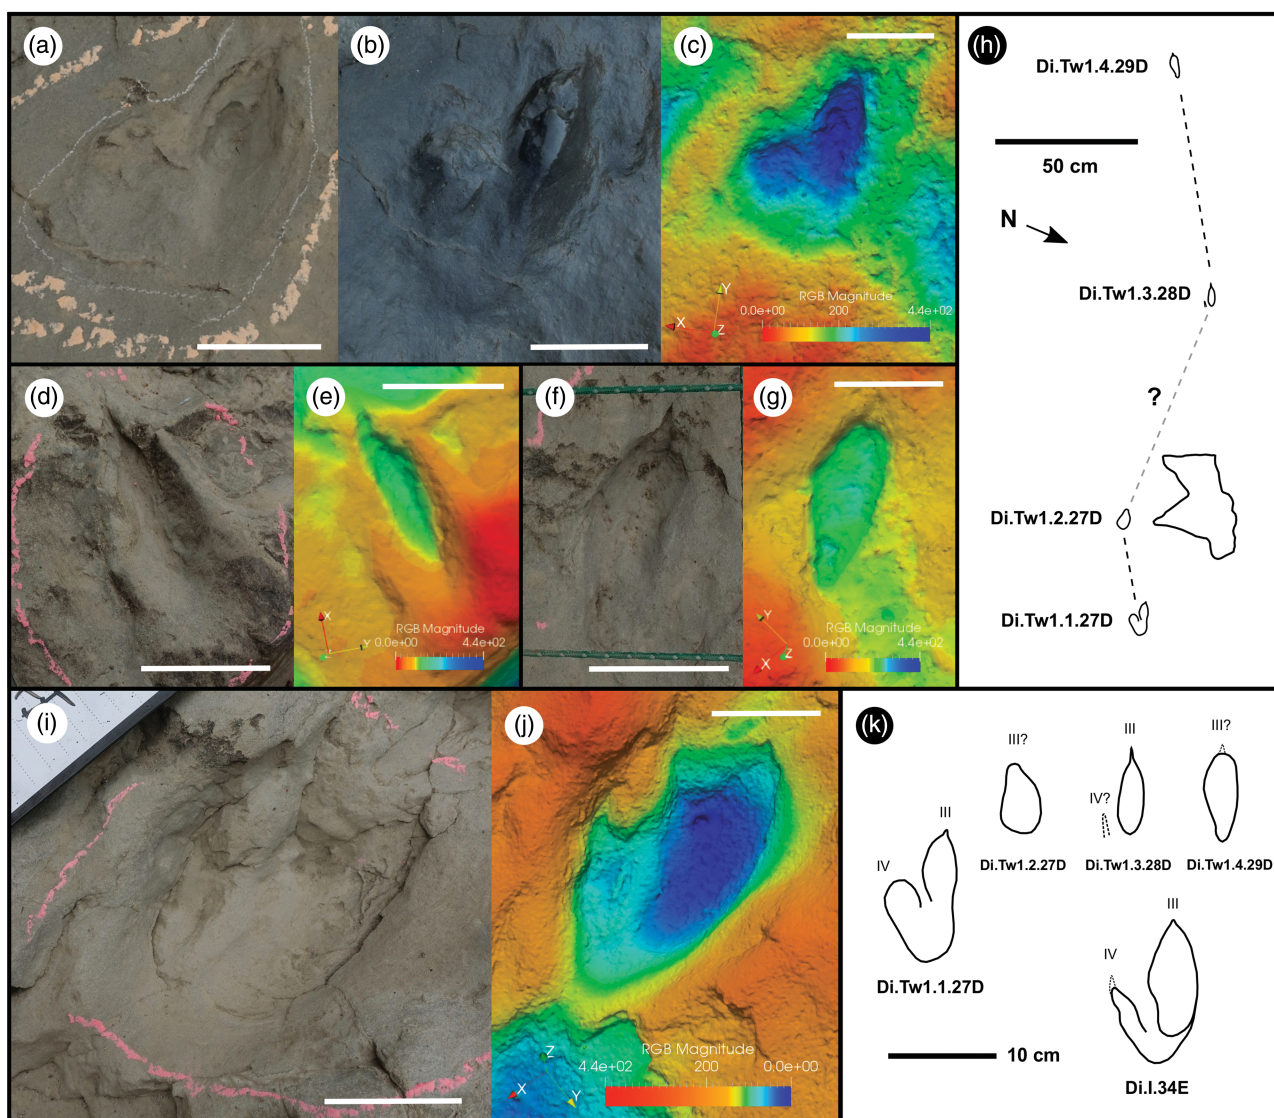 (a)
(b)
(c)
Y
X
Z
RGB Magnitude
0.0e+00 200 4.4e+02
(d)
(e)
X
Y
RGB Magnitude
0.0e+00 4.4e+02
(f)
(g)
Y
X
Z
RGB Magnitude
0.0e+00 4.4e+02
(h)
Di.Tw1.4.29D
50 cm
N
Di.Tw1.3.28D
?
Di.Tw1.2.27D
Di.Tw1.1.27D
(i)
(j)
Z
X
Y
RGB Magnitude
4.4e+02 200 0.0e+00
(k)
III? III III?
IV?
Di.Tw1.2.27D Di.Tw1.3.28D Di.Tw1.4.29D
III
IV
Di.Tw1.1.27D
III
IV
10 cm
Di.I.34E